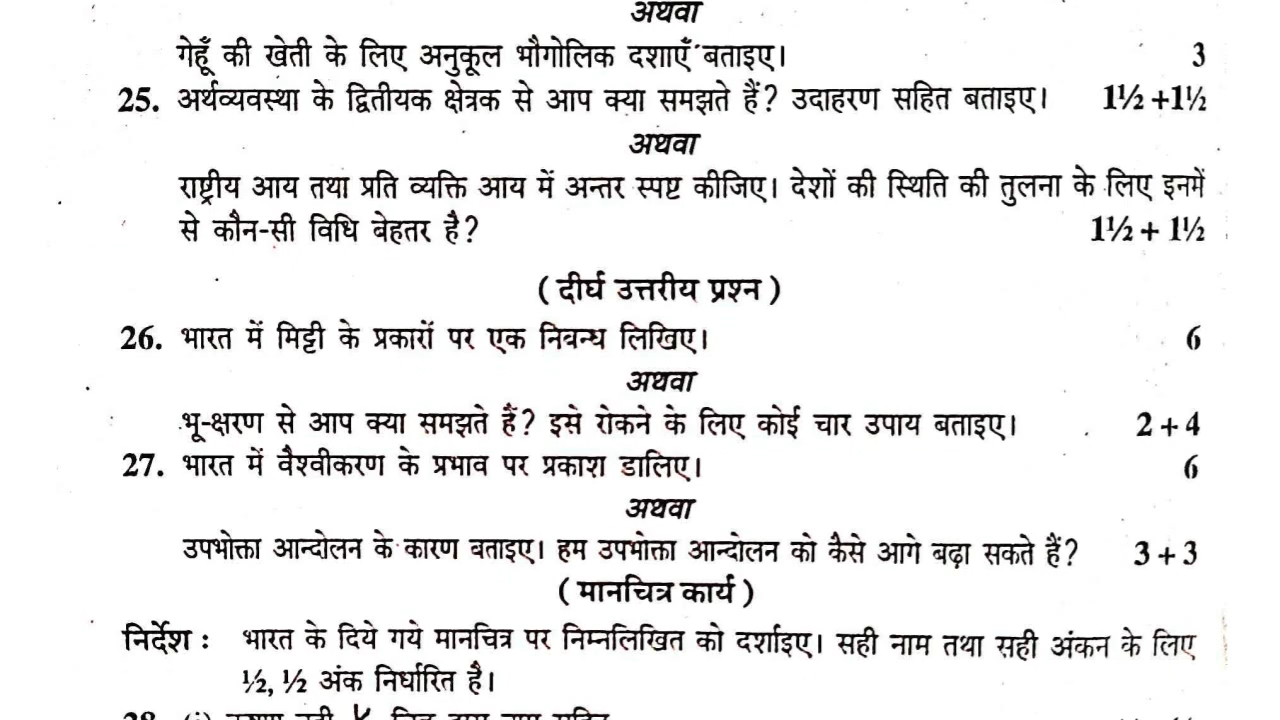 अथवा
गेहूँ की खेती के लिए अनुकूल भौगोलिक दशाएँ बताइए। 3
25. अर्थव्यवस्था के द्वितीयक क्षेत्रक से आप क्या समझते हैं? उदाहरण सहित बताइए। 1½ +1½
अथवा
राष्ट्रीय आय तथा प्रति व्यक्ति आय में अन्तर स्पष्ट कीजिए। देशों की स्थिति की तुलना के लिए इनमें
से कौन-सी विधि बेहतर है? 1½ + 1½
( दीर्घ उत्तरीय प्रश्न )
26. भारत में मिट्टी के प्रकारों पर एक निवन्ध लिखिए। 6
अथवा
भू-क्षरण से आप क्या समझते हैं? इसे रोकने के लिए कोई चार उपाय बताइए। 2 + 4
27. भारत में वैश्वीकरण के प्रभाव पर प्रकाश डालिए। 6
अथवा
उपभोक्ता आन्दोलन के कारण बताइए। हम उपभोक्ता आन्दोलन को कैसे आगे बढ़ा सकते हैं? 3 + 3
( मानचित्र कार्य )
निर्देश : भारत के दिये गये मानचित्र पर निम्नलिखित को दर्शाइए। सही नाम तथा सही अंकन के लिए
½, ½ अंक निर्धारित है।
28. (i)